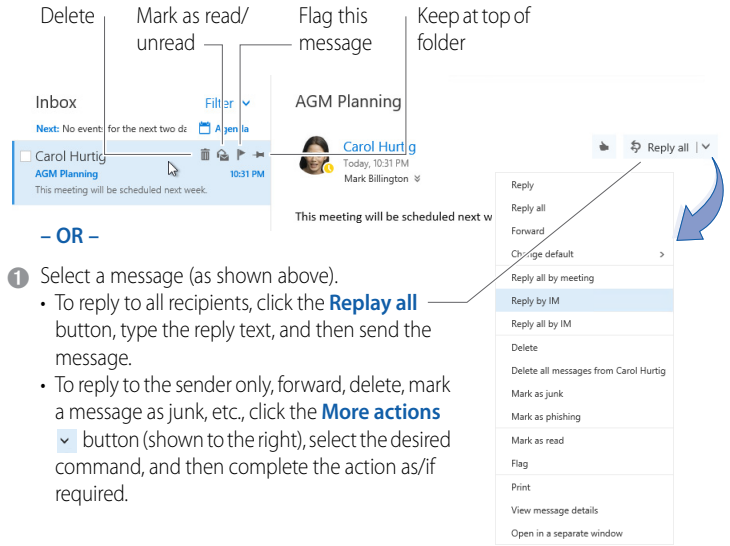 Delete
Mark as read/
unread
Flag this
message
Keep at top of
folder
Inbox
Filter
Next: No events for the next two da
Agenda
Carol Hurtig
AGM Planning
10:31 PM
This meeting will be scheduled next week.
AGM Planning
Carol Hurtig
Today, 10:31 PM
Mark Billington
Reply all
This meeting will be scheduled next w
Reply
Reply all
Forward
Change default
Reply all by meeting
Reply by IM
Reply all by IM
Delete
Delete all messages from Carol Hurtig
Mark as junk
Mark as phishing
Mark as read
Flag
Print
View message details
Open in a separate window
– OR –
1 Select a message (as shown above).
• To reply to all recipients, click the Replay all
button, type the reply text, and then send the
message.
• To reply to the sender only, forward, delete, mark
a message as junk, etc., click the More actions
button (shown to the right), select the desired
command, and then complete the action as/if
required.